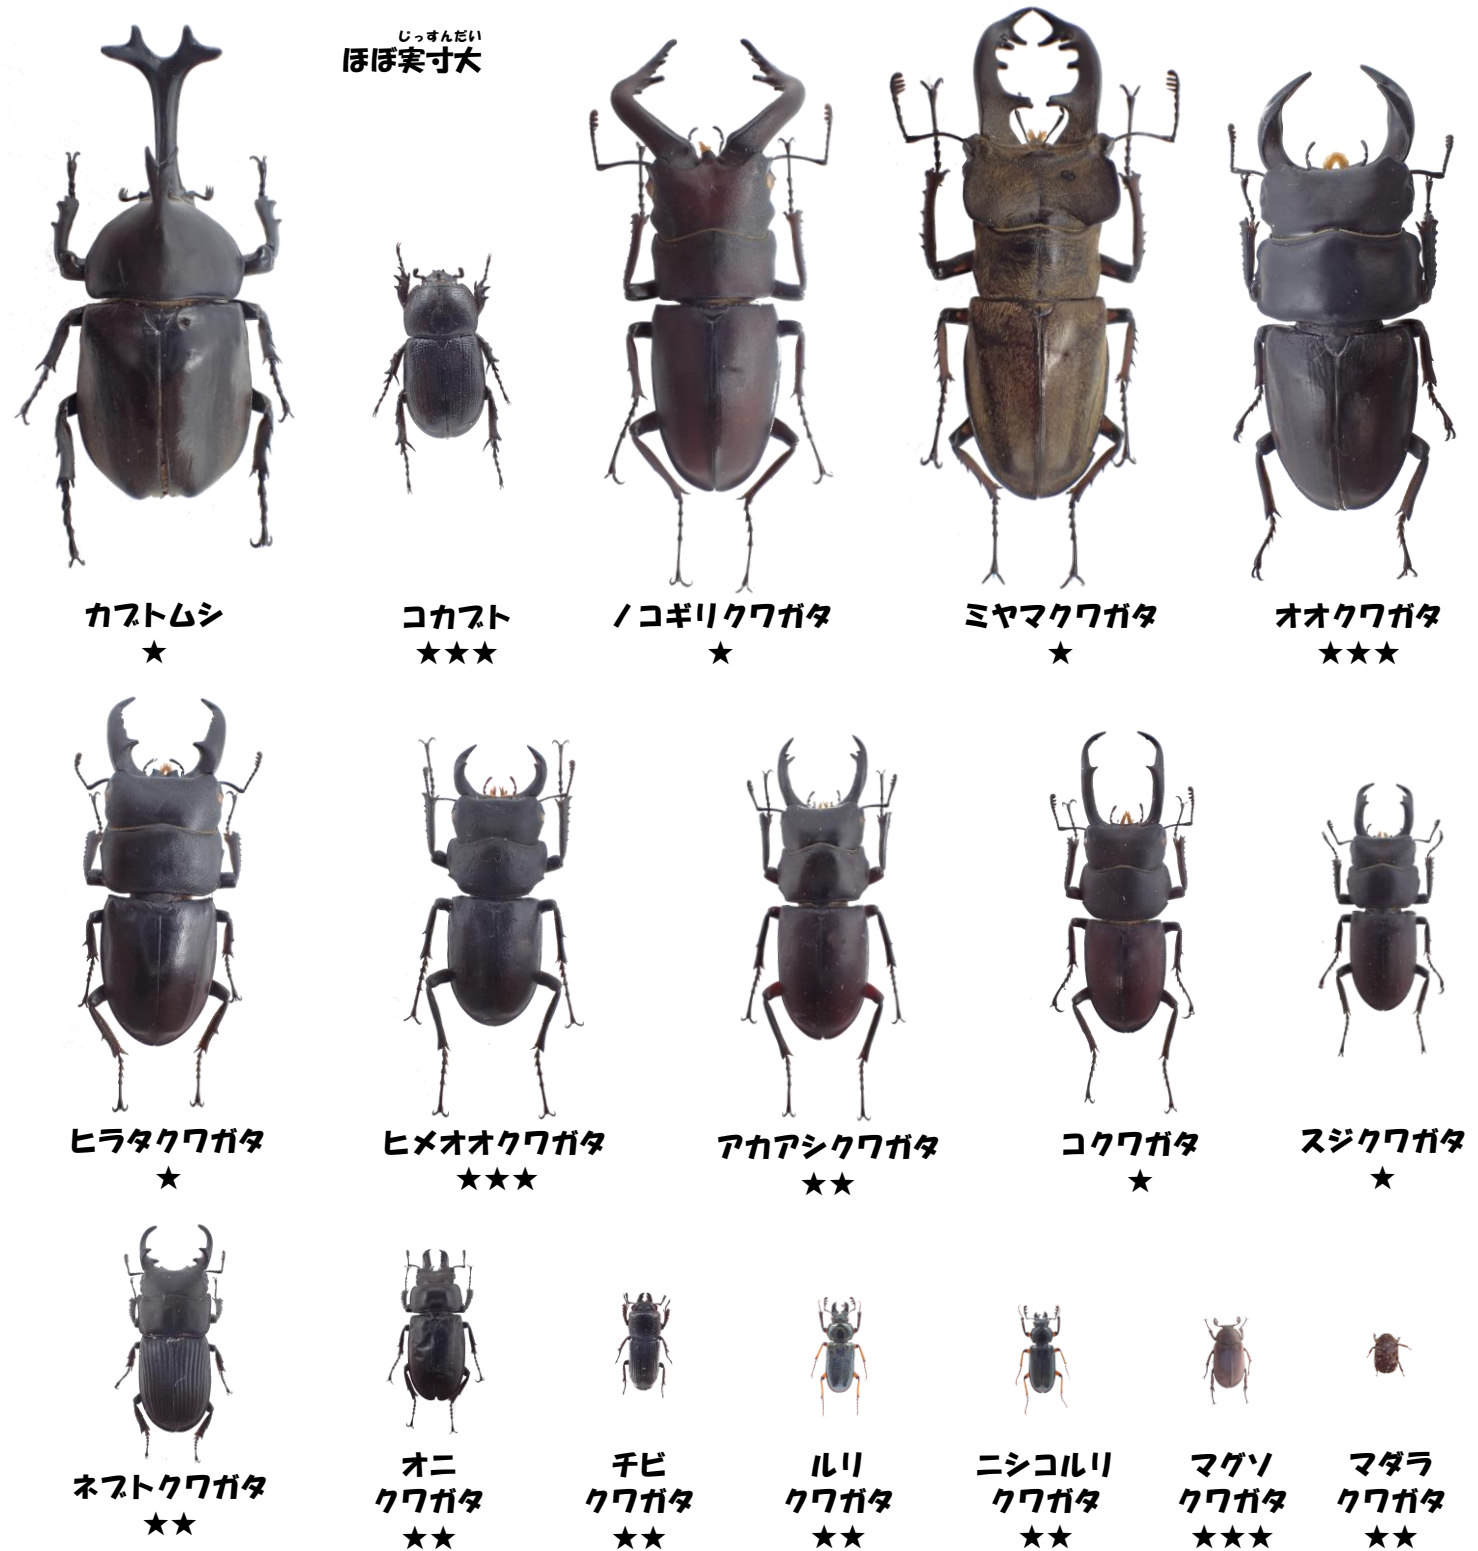 じっすんだい
ほぼ実寸大
カブトムシ
★
コカブト
★★★
ノコギリクワガタ
★
ミヤマクワガタ
★
オオクワガタ
★★★
ヒラタクワガタ
★
ヒメオオクワガタ
★★★
アカアシクワガタ
★★
コクワガタ
★
スジクワガタ
★
ネブトクワガタ
★★
オニ
クワガタ
★★
チビ
クワガタ
★★
ルリ
クワガタ
★★
ニシコルリ
クワガタ
★★
マグソ
クワガタ
★★★
マダラ
クワガタ
★★